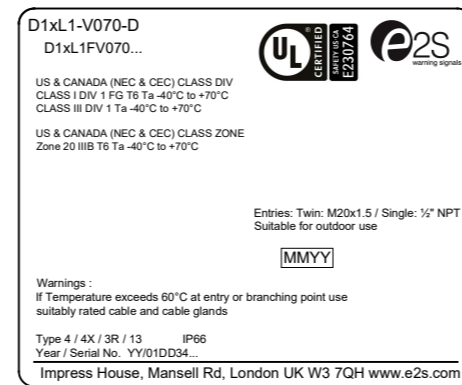 D1xL1-V070-D
D1xL1FV070...
UL CERTIFIED
SAFETY US-CA
E230764
e2S
warning signals
US & CANADA (NEC & CEC) CLASS DIV
CLASS I DIV 1 FG T6 Ta -40°C to +70°C
CLASS III DIV 1 Ta -40°C to +70°C
US & CANADA (NEC & CEC) CLASS ZONE
Zone 20 IIIB T6 Ta -40°C to +70°C
Entries: Twin: M20x1.5 / Single: ½" NPT
Suitable for outdoor use
MMYY
Warnings :
If Temperature exceeds 60°C at entry or
branching point use
suitably rated cable and cable glands
Type 4 / 4X / 3R / 13 IP66
Year / Serial No. YY/01DD34...
Impress House, Mansell Rd, London UK W3 7QH www.e2s.com